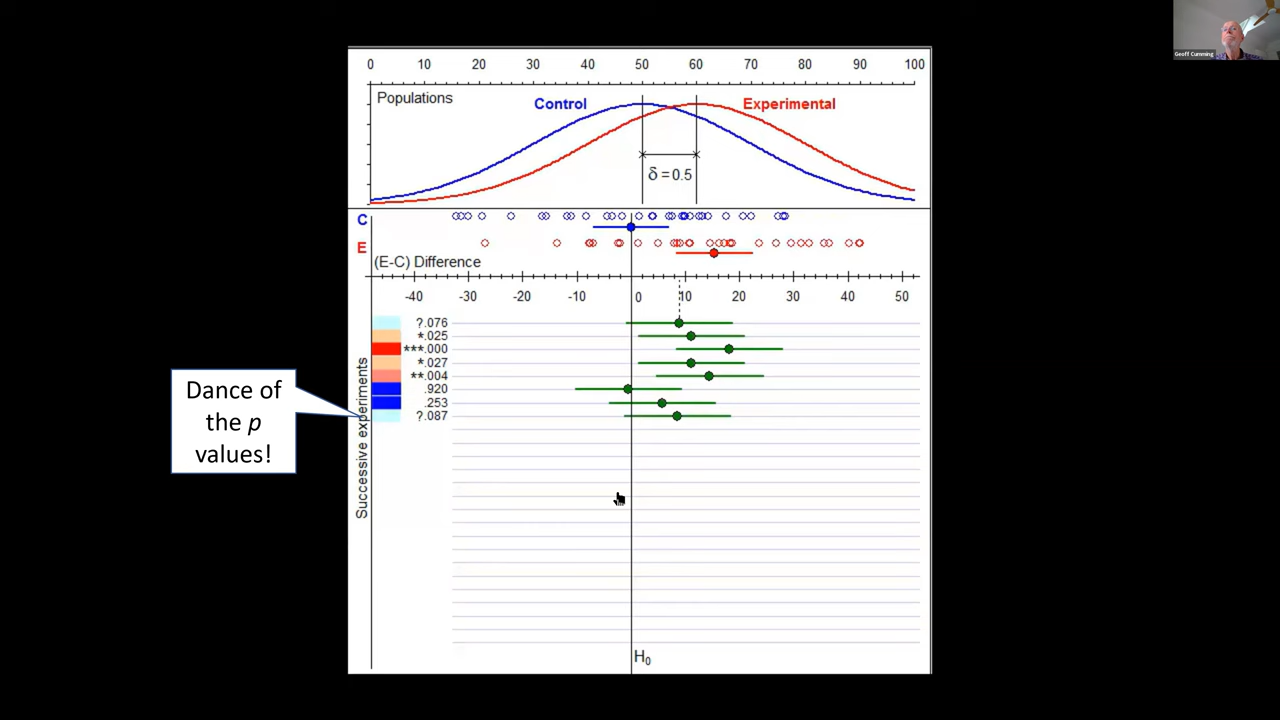 Geoff Cumming
0 10 20 30 40 50 60 70 80 90 100
Populations Control Experimental
δ = 0.5
C
E
(E-C) Difference
-40 -30 -20 -10 0 10 20 30 40 50
?.076
*.025
***.000
*.027
**.004
.920
.253
?.087
Successive experiments
Dance of
the p
values!
H0